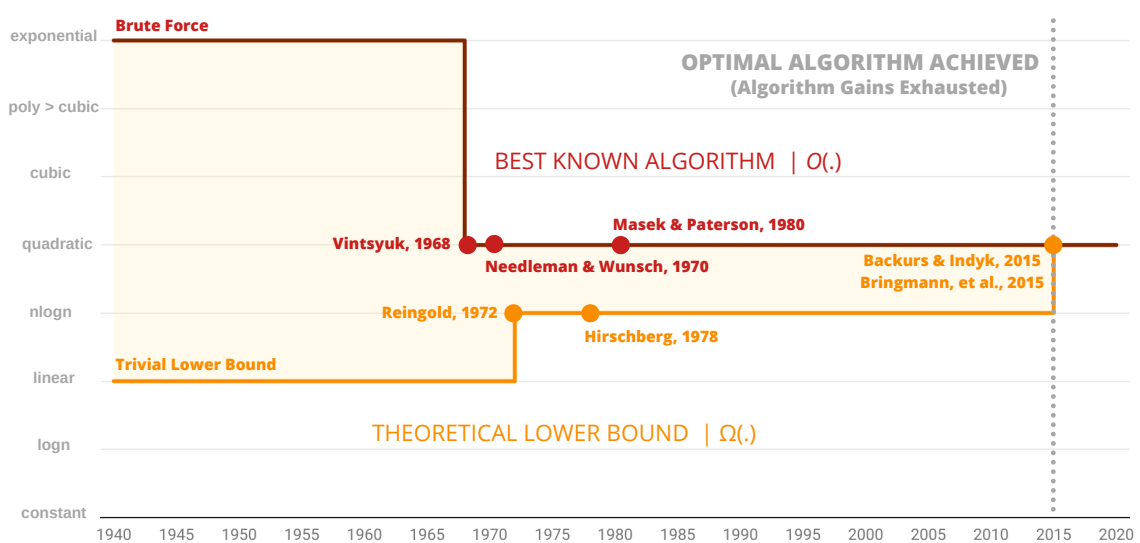 Brute Force
exponential
OPTIMAL ALGORITHM ACHIEVED
(Algorithm Gains Exhausted)
poly > cubic
BEST KNOWN ALGORITHM | O(.)
cubic
Masek & Paterson, 1980
quadratic
Vintsyuk, 1968
Needleman & Wunsch, 1970
Backurs & Indyk, 2015
Bringmann, et al., 2015
nlogn
Reingold, 1972
Hirschberg, 1978
Trivial Lower Bound
linear
THEORETICAL LOWER BOUND | Ω(.)
logn
constant
1940 1945 1950 1955 1960 1965 1970 1975 1980 1985 1990 1995 2000 2005 2010 2015 2020